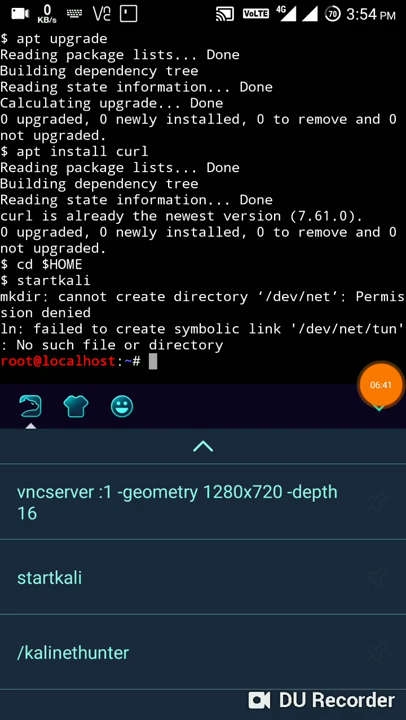 0
KB/s
4G
VOLTE
70
3:54 PM
$ apt upgrade
Reading package lists... Done
Building dependency tree
Reading state information... Done
Calculating upgrade... Done
0 upgraded, 0 newly installed, 0 to remove and 0
not upgraded.
$ apt install curl
Reading package lists... Done
Building dependency tree
Reading state information... Done
curl is already the newest version (7.61.0).
0 upgraded, 0 newly installed, 0 to remove and 0
not upgraded.
$ cd $HOME
$ startkali
mkdir: cannot create directory ‘/dev/net’: Permis
sion denied
ln: failed to create symbolic link '/dev/net/tun'
: No such file or directory
root@localhost:~#
06:41
vncserver :1 -geometry 1280x720 -depth
16
startkali
/kalinethunter
DU Recorder